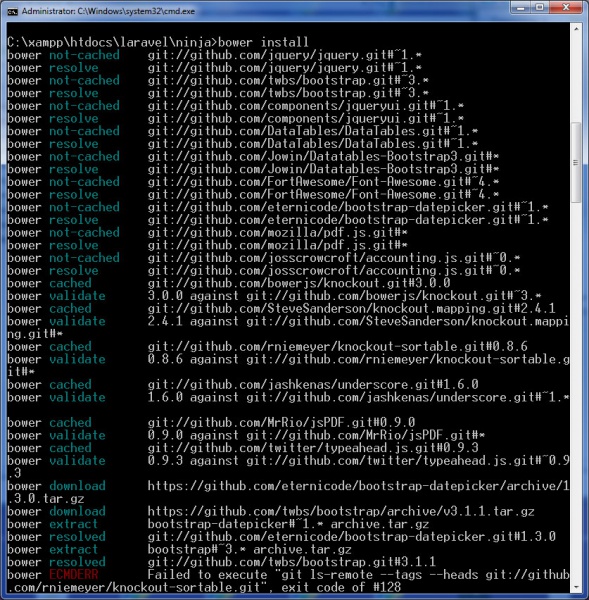 Administrator: C:\Windows\system32\cmd.exe
C:\xampp\htdocs\laravel\ninja>bower install
bower not-cached    git://github.com/jquery/jquery.git#~1.*
bower resolve       git://github.com/jquery/jquery.git#~1.*
bower not-cached    git://github.com/twbs/bootstrap.git#~3.*
bower resolve       git://github.com/twbs/bootstrap.git#~3.*
bower not-cached    git://github.com/components/jqueryui.git#~1.*
bower resolve       git://github.com/components/jqueryui.git#~1.*
bower not-cached    git://github.com/DataTables/DataTables.git#~1.*
bower resolve       git://github.com/DataTables/DataTables.git#~1.*
bower not-cached    git://github.com/Jowin/Datatables-Bootstrap3.git#*
bower resolve       git://github.com/Jowin/Datatables-Bootstrap3.git#*
bower not-cached    git://github.com/FortAwesome/Font-Awesome.git#~4.*
bower resolve       git://github.com/FortAwesome/Font-Awesome.git#~4.*
bower not-cached    git://github.com/eternicode/bootstrap-datepicker.git#~1.*
bower resolve       git://github.com/eternicode/bootstrap-datepicker.git#~1.*
bower not-cached    git://github.com/mozilla/pdf.js.git#*
bower resolve       git://github.com/mozilla/pdf.js.git#*
bower not-cached    git://github.com/josscrowcroft/accounting.js.git#~0.*
bower resolve       git://github.com/josscrowcroft/accounting.js.git#~0.*
bower cached        git://github.com/bowerjs/knockout.git#3.0.0
bower validate      3.0.0 against git://github.com/bowerjs/knockout.git#~3.*
bower cached        git://github.com/SteveSanderson/knockout.mapping.git#2.4.1
bower validate      2.4.1 against git://github.com/SteveSanderson/knockout.mappi
ng.git#*
bower cached        git://github.com/rniemeyer/knockout-sortable.git#0.8.6
bower validate      0.8.6 against git://github.com/rniemeyer/knockout-sortable.g
it#*
bower cached        git://github.com/jashkenas/underscore.git#1.6.0
bower validate      1.6.0 against git://github.com/jashkenas/underscore.git#~1.*
bower cached        git://github.com/MrRio/jsPDF.git#0.9.0
bower validate      0.9.0 against git://github.com/MrRio/jsPDF.git#*
bower cached        git://github.com/twitter/typeahead.js.git#0.9.3
bower validate      0.9.3 against git://github.com/twitter/typeahead.js.git#~0.9
.3
bower download      https://github.com/eternicode/bootstrap-datepicker/archive/1
.3.0.tar.gz
bower download      https://github.com/twbs/bootstrap/archive/v3.1.1.tar.gz
bower extract       bootstrap-datepicker#~1.* archive.tar.gz
bower resolved      git://github.com/eternicode/bootstrap-datepicker.git#1.3.0
bower extract       bootstrap#~3.* archive.tar.gz
bower resolved      git://github.com/twbs/bootstrap.git#3.1.1
bower ECMDERR       Failed to execute "git ls-remote --tags --heads git://github
.com/rniemeyer/knockout-sortable.git", exit code of #128